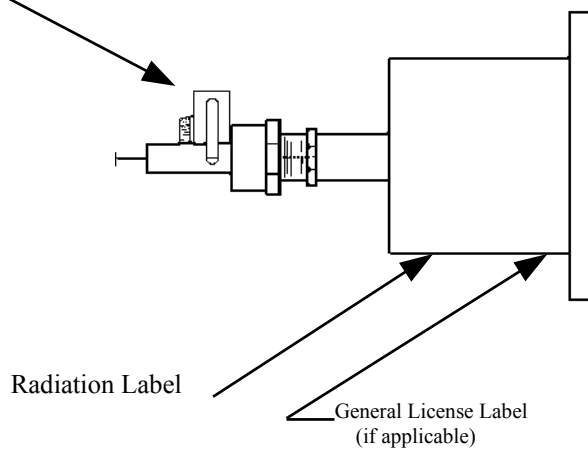 Radiation Label
General License Label
(if applicable)